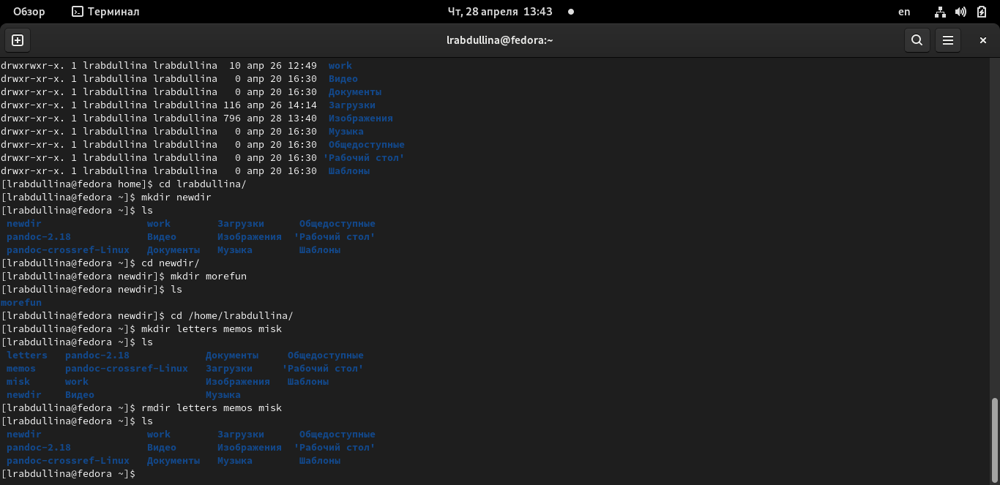 Обзор Терминал Чт, 28 апреля 13:43 en
lrabdullina@fedora:~
drwxrwxr-x. 1 lrabdullina lrabdullina  10 апр 26 12:49  work
drwxr-xr-x. 1 lrabdullina lrabdullina   0 апр 20 16:30  Видео
drwxr-xr-x. 1 lrabdullina lrabdullina   0 апр 20 16:30  Документы
drwxr-xr-x. 1 lrabdullina lrabdullina 116 апр 26 14:14  Загрузки
drwxr-xr-x. 1 lrabdullina lrabdullina 796 апр 28 13:40  Изображения
drwxr-xr-x. 1 lrabdullina lrabdullina   0 апр 20 16:30  Музыка
drwxr-xr-x. 1 lrabdullina lrabdullina   0 апр 20 16:30  Общедоступные
drwxr-xr-x. 1 lrabdullina lrabdullina   0 апр 20 16:30 'Рабочий стол'
drwxr-xr-x. 1 lrabdullina lrabdullina   0 апр 20 16:30  Шаблоны
[lrabdullina@fedora home]$ cd lrabdullina/
[lrabdullina@fedora ~]$ mkdir newdir
[lrabdullina@fedora ~]$ ls
 newdir                  work        Загрузки      Общедоступные
 pandoc-2.18             Видео       Изображения  'Рабочий стол'
 pandoc-crossref-Linux   Документы   Музыка        Шаблоны
[lrabdullina@fedora ~]$ cd newdir/
[lrabdullina@fedora newdir]$ mkdir morefun
[lrabdullina@fedora newdir]$ ls
morefun
[lrabdullina@fedora newdir]$ cd /home/lrabdullina/
[lrabdullina@fedora ~]$ mkdir letters memos misk
[lrabdullina@fedora ~]$ ls
 letters   pandoc-2.18             Документы     Общедоступные
 memos     pandoc-crossref-Linux   Загрузки     'Рабочий стол'
 misk      work                    Изображения   Шаблоны
 newdir    Видео                   Музыка
[lrabdullina@fedora ~]$ rmdir letters memos misk
[lrabdullina@fedora ~]$ ls
 newdir                  work        Загрузки      Общедоступные
 pandoc-2.18             Видео       Изображения  'Рабочий стол'
 pandoc-crossref-Linux   Документы   Музыка        Шаблоны
[lrabdullina@fedora ~]$